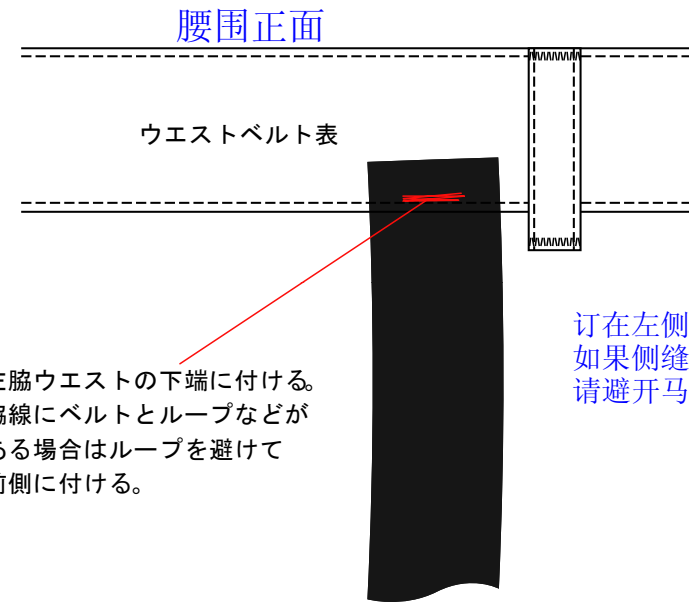 腰围正面
ウエストベルト表
左脇ウエストの下端に付ける。
脇線にベルトとループなどが
ある場合はループを避けて
前側に付ける。
订在左侧
如果侧缝
请避开马